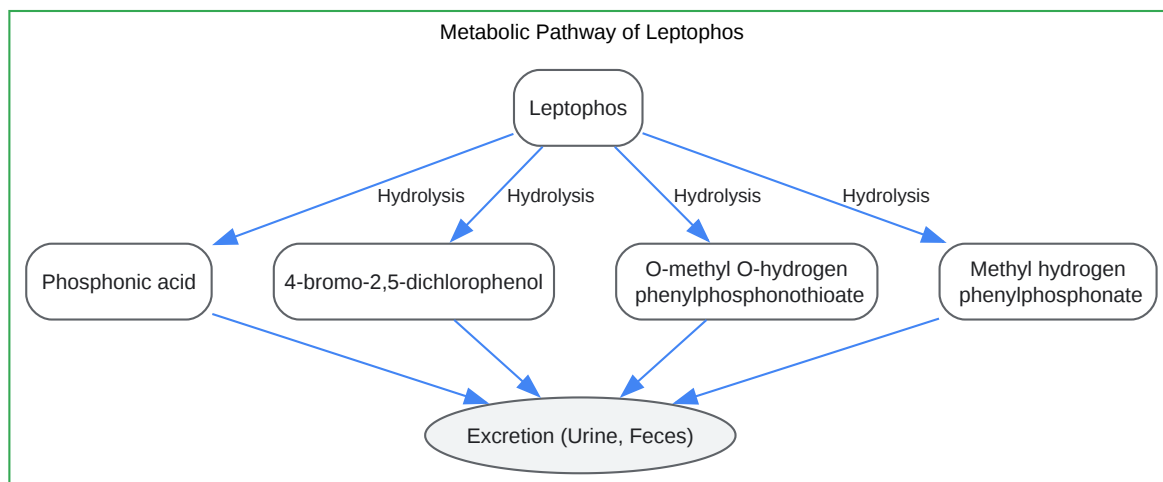 Metabolic Pathway of Leptophos
Leptophos
Hydrolysis
Hydrolysis
Hydrolysis
Hydrolysis
Phosphonic acid
4-bromo-2,5-dichlorophenol
O-methyl O-hydrogen
phenylphosphonothioate
Methyl hydrogen
phenylphosphonate
Excretion (Urine, Feces)